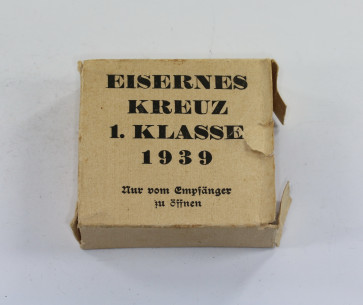 EISERNES
KREUZ
1. KLASSE
1939
Nur vom Empfänger
zu öffnen